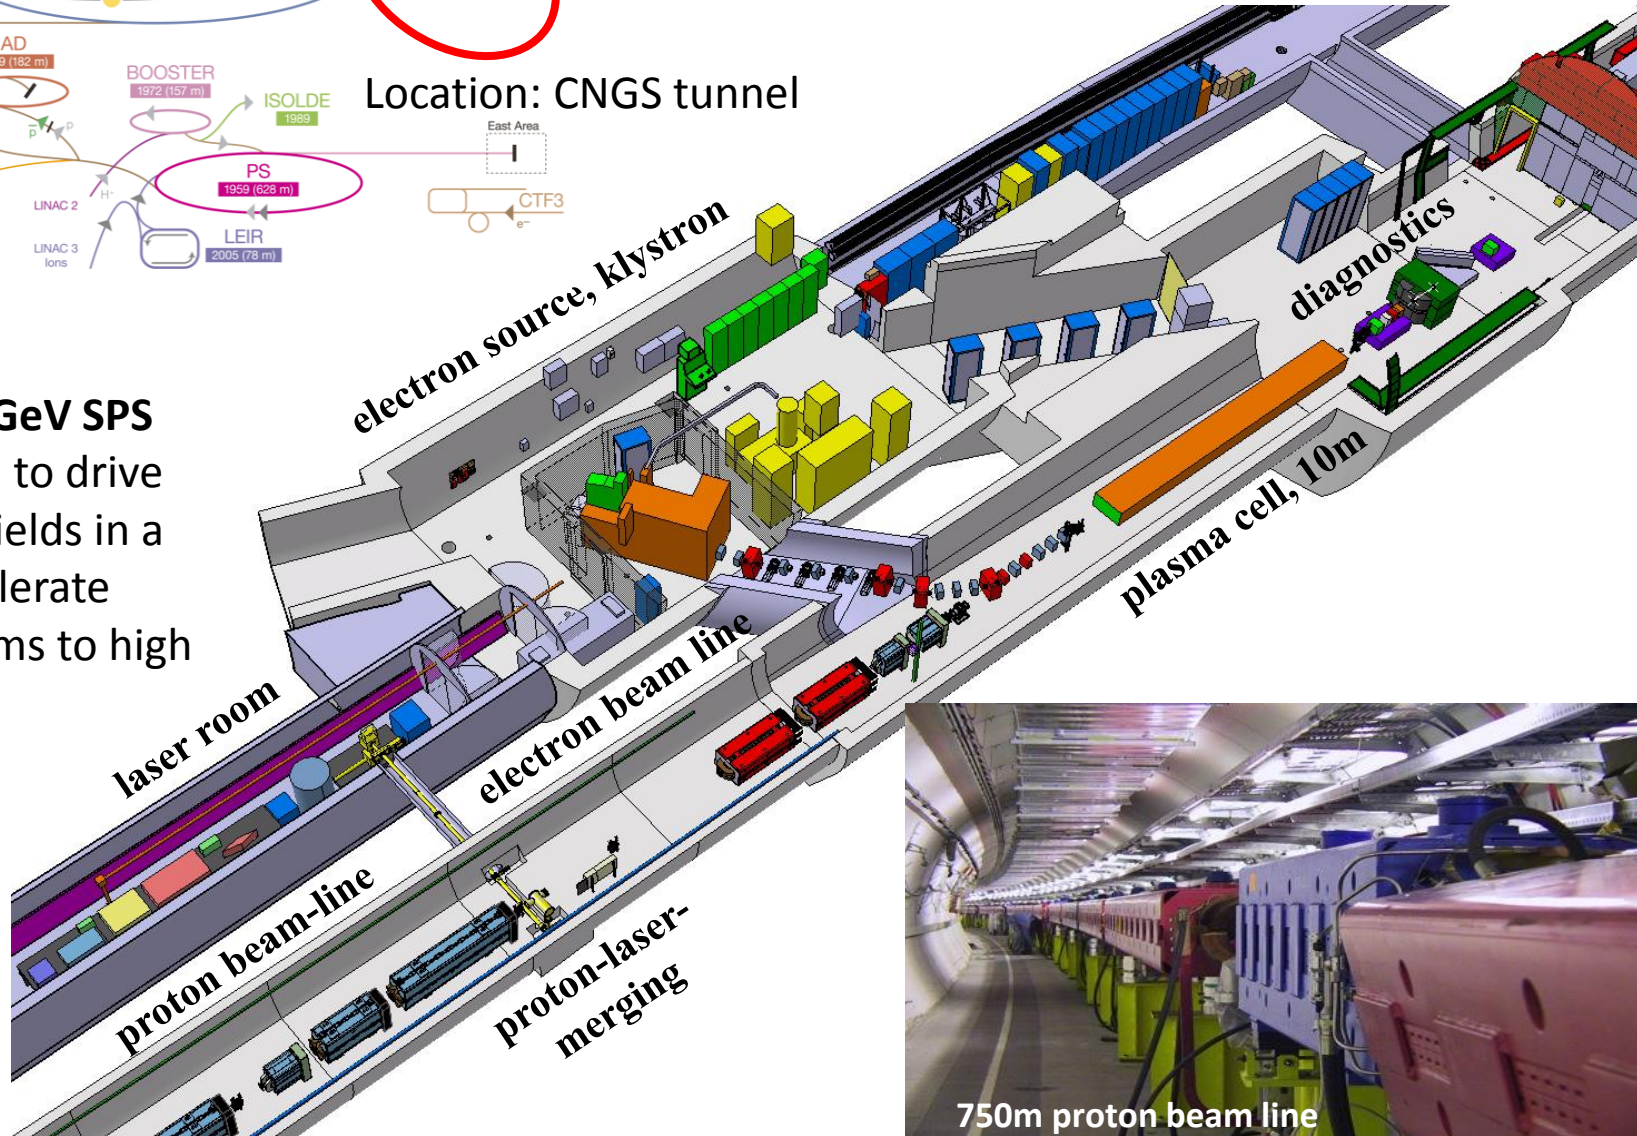 AD
9 (182 m)
BOOSTER
1972 (157 m)
ISOLDE
1989
Location: CNGS tunnel
East Area
p
p
PS
1959 (628 m)
LINAC 2
H⁻
CTF3
e⁻
LINAC 3
Ions
LEIR
2005 (78 m)
GeV SPS
to drive
ields in a
lerate
ms to high
electron source, klystron
diagnostics
plasma cell, 10m
laser room
electron beam line
proton beam-line
proton-laser-
merging
750m proton beam line